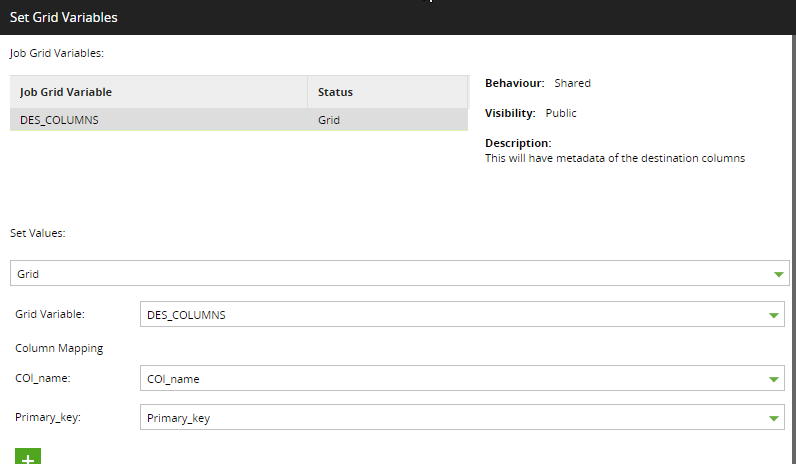 Set Grid Variables
Job Grid Variables:
Job Grid Variable Status
DES_COLUMNS Grid
Behaviour: Shared
Visibility: Public
Description:
This will have metadata of the destination columns
Set Values:
Grid
Grid Variable: DES_COLUMNS
Column Mapping
COl_name: COl_name
Primary_key: Primary_key
+